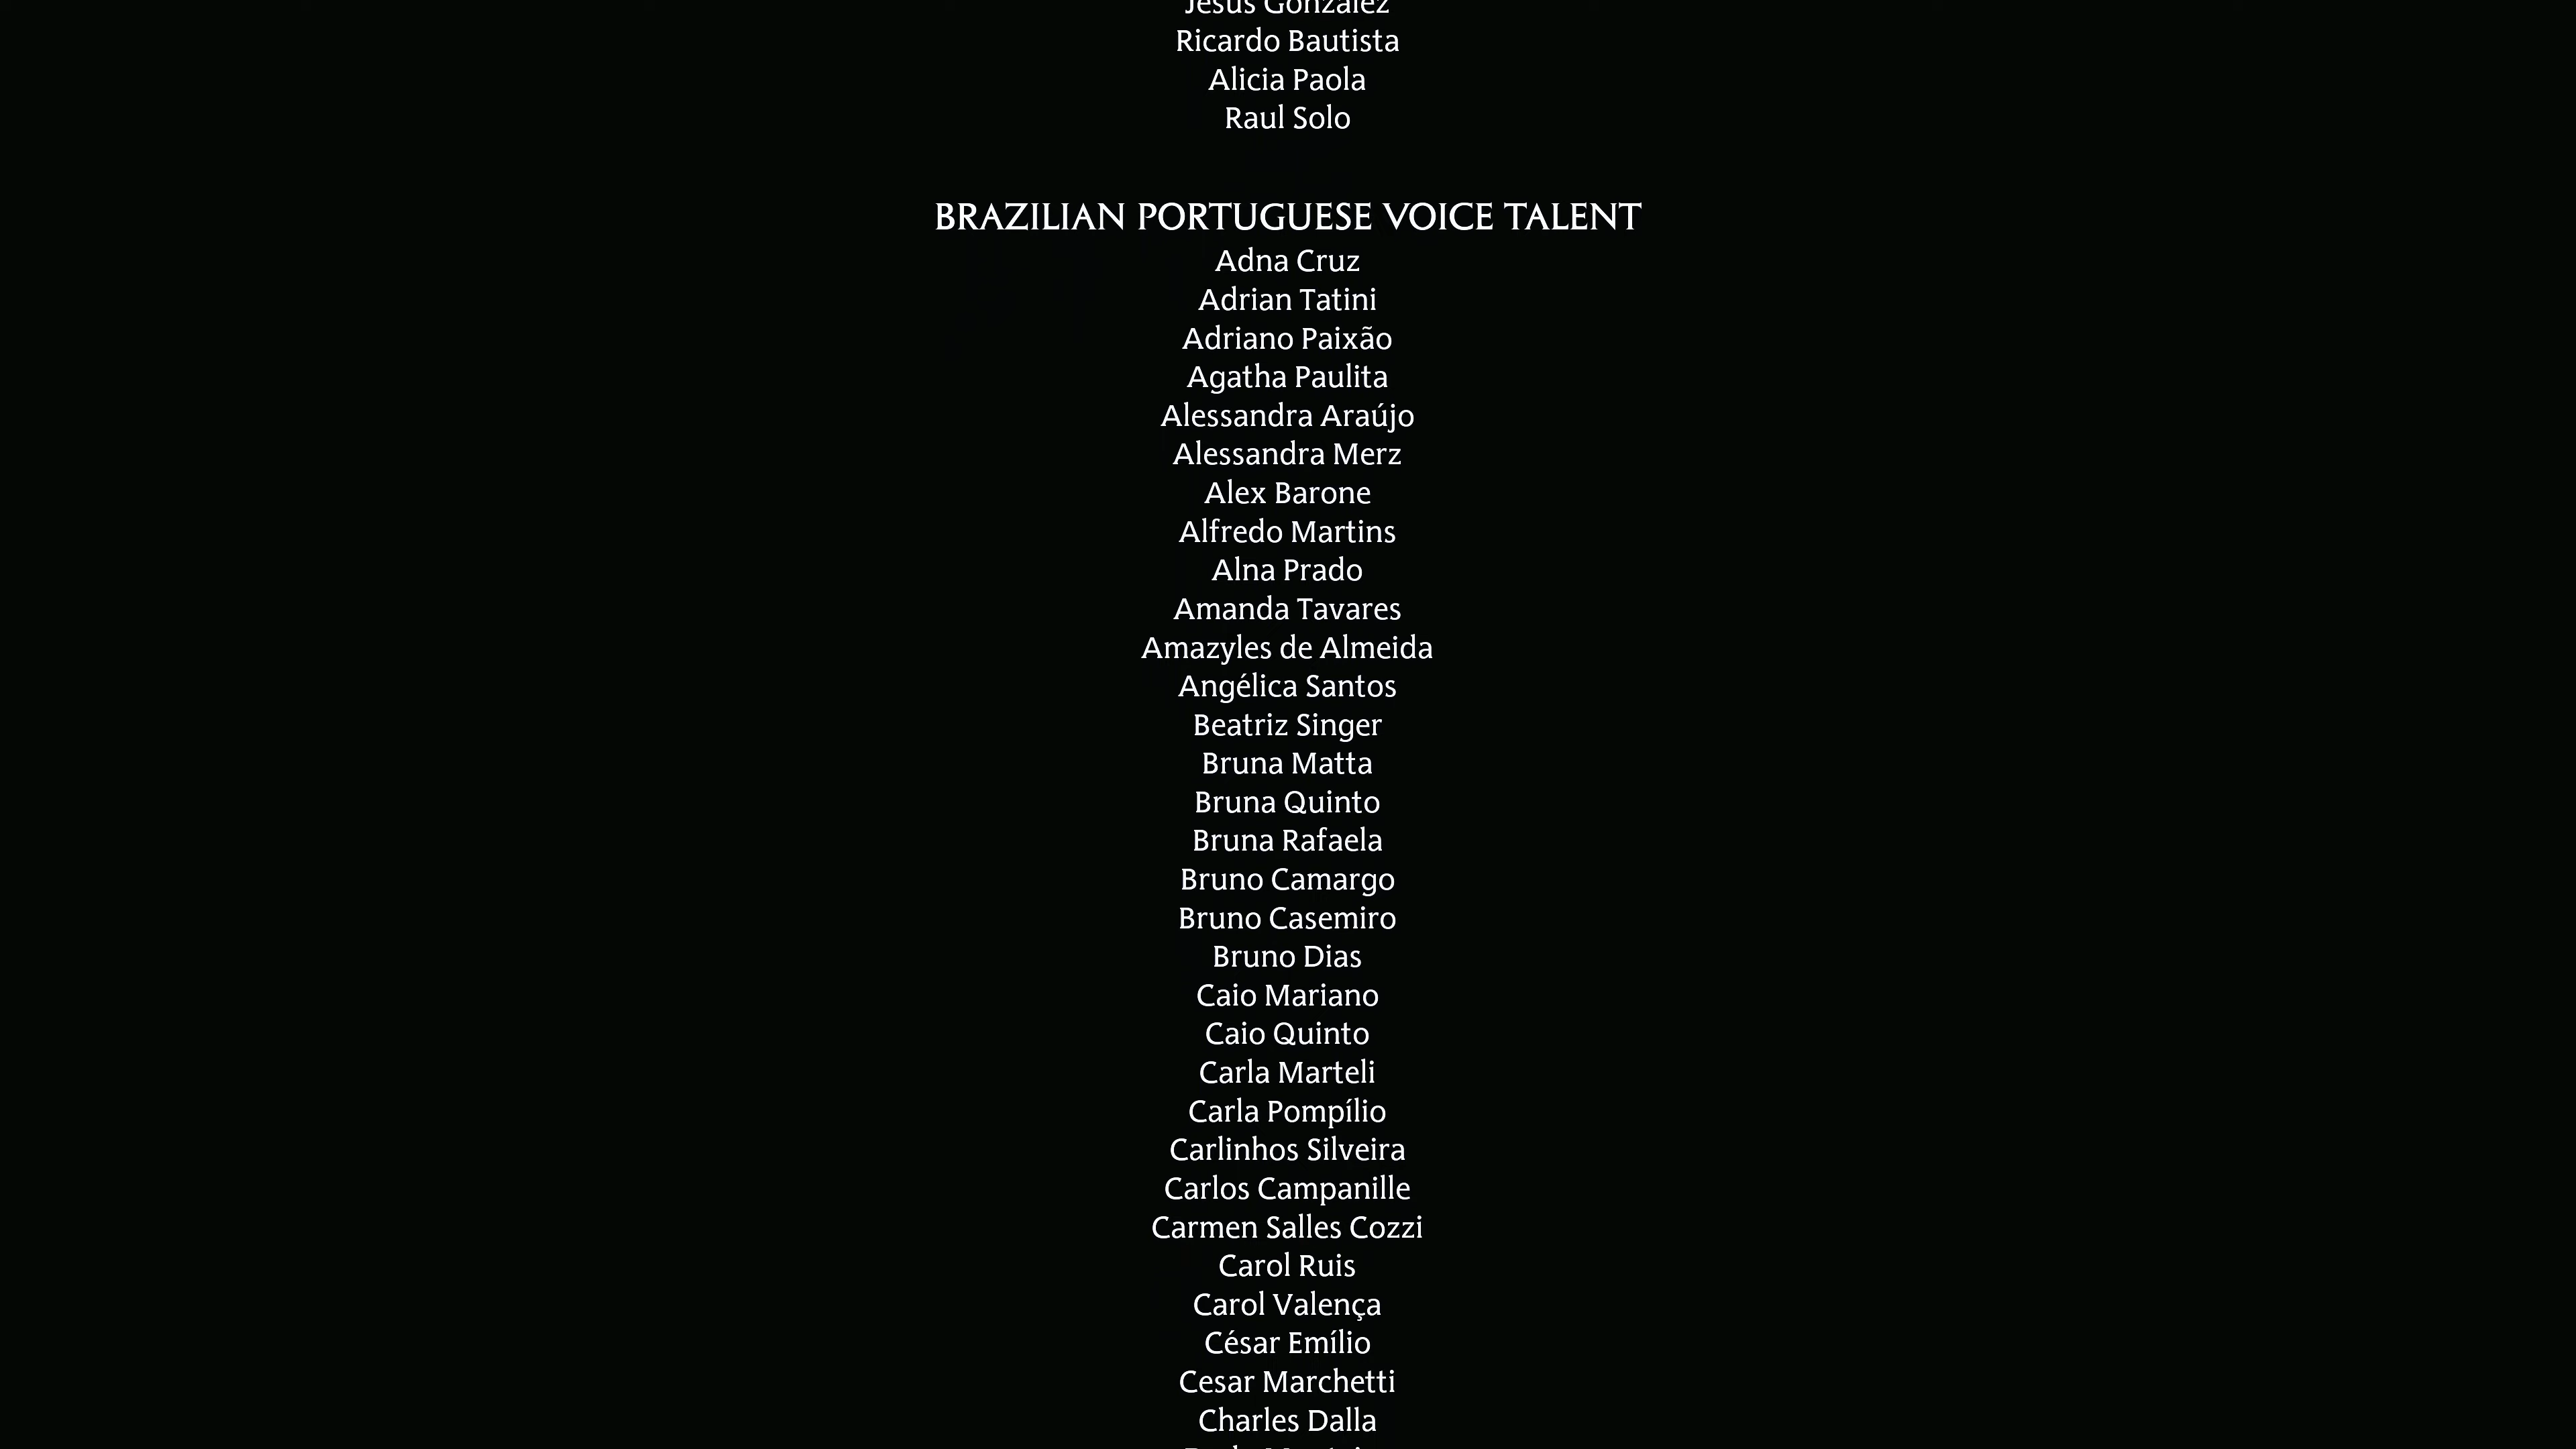 Jesús González
Ricardo Bautista
Alicia Paola
Raul Solo
BRAZILIAN PORTUGUESE VOICE TALENT
Adna Cruz
Adrian Tatini
Adriano Paixão
Agatha Paulita
Alessandra Araújo
Alessandra Merz
Alex Barone
Alfredo Martins
Alna Prado
Amanda Tavares
Amazyles de Almeida
Angélica Santos
Beatriz Singer
Bruna Matta
Bruna Quinto
Bruna Rafaela
Bruno Camargo
Bruno Casemiro
Bruno Dias
Caio Mariano
Caio Quinto
Carla Marteli
Carla Pompílio
Carlinhos Silveira
Carlos Campanille
Carmen Salles Cozzi
Carol Ruis
Carol Valença
César Emílio
Cesar Marchetti
Charles Dalla